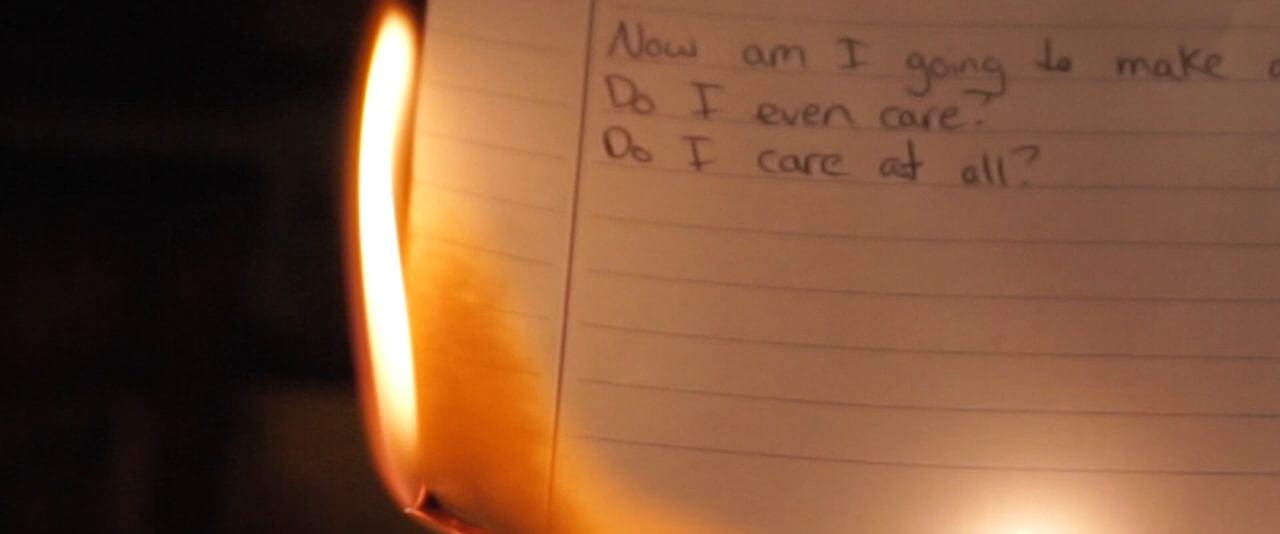 Now am I going to make
Do I even care?
Do I care at all?